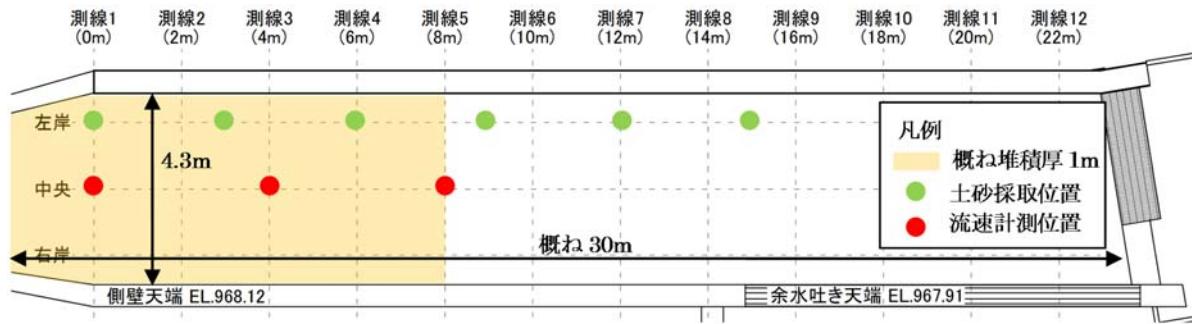 測線1 測線2 測線3 測線4 測線5 測線6 測線7 測線8 測線9 測線10 測線11 測線12
(0m) (2m) (4m) (6m) (8m) (10m) (12m) (14m) (16m) (18m) (20m) (22m)
左岸
4.3m
中央
右岸
概ね 30m
側壁天端 EL.968.12
余水吐き天端 EL.967.91
凡例
概ね堆積厚 1m
土砂採取位置
流速計測位置